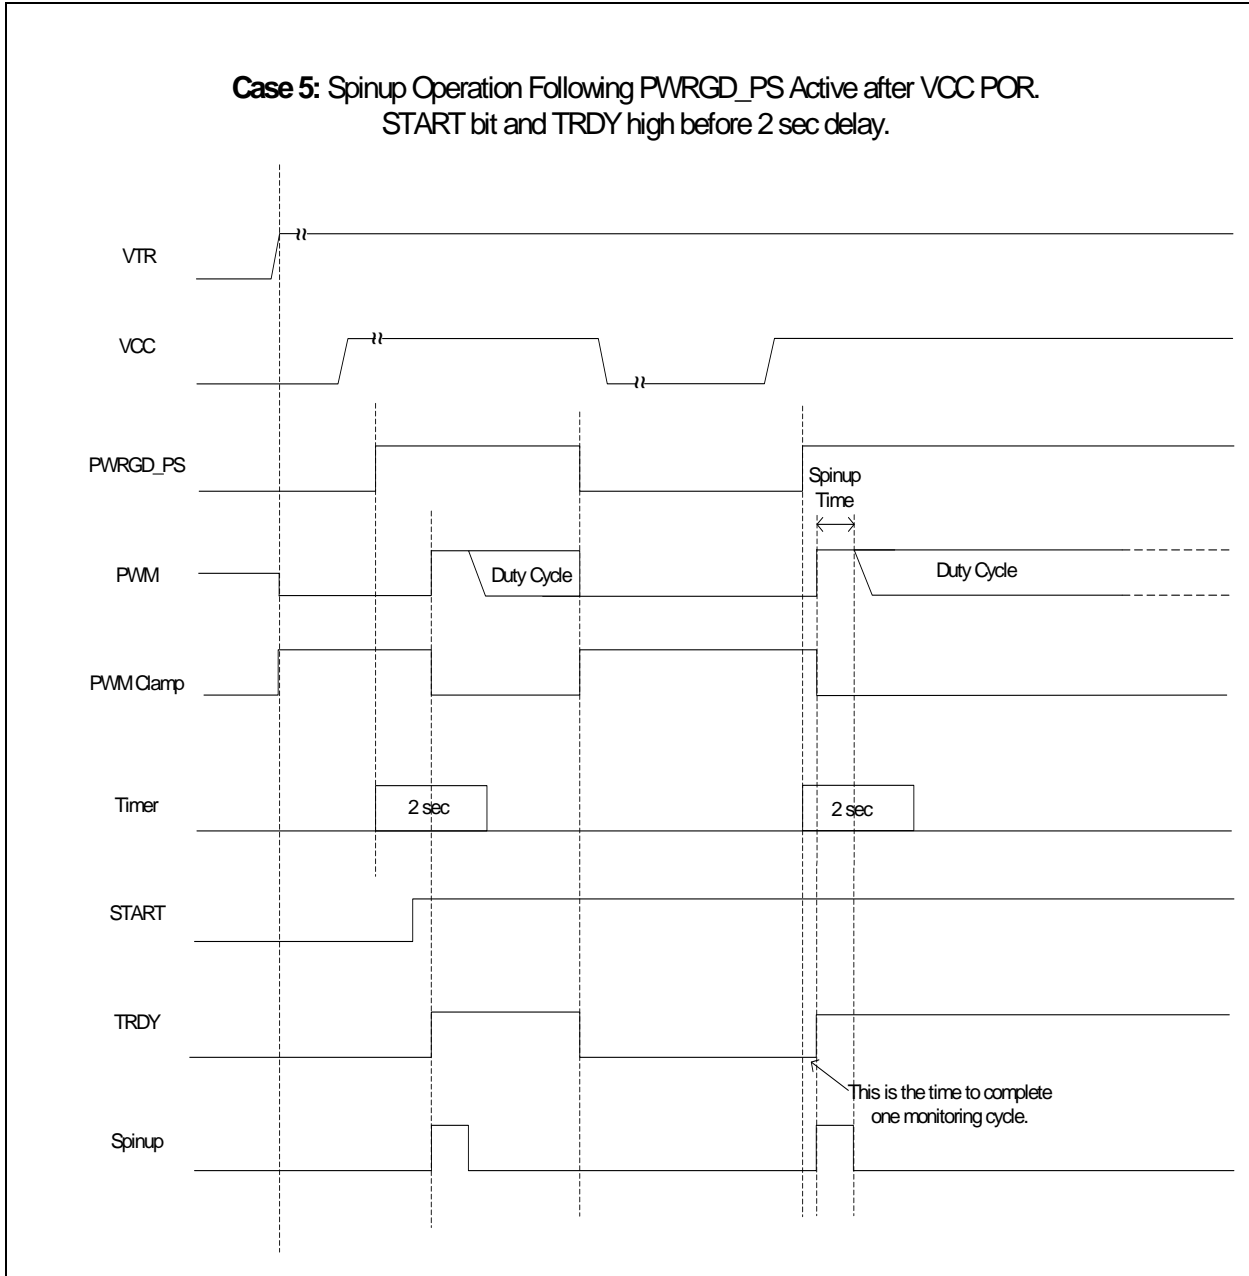 Case 5: Spinup Operation Following PWRGD_PS Active after VCC POR.
START bit and TRDY high before 2 sec delay.
VTR
VCC
PWRGD_PS
Spinup
Time
PWM
Duty Cycle
Duty Cycle
PWM Clamp
Timer
2 sec
2 sec
START
TRDY
This is the time to complete
one monitoring cycle.
Spinup